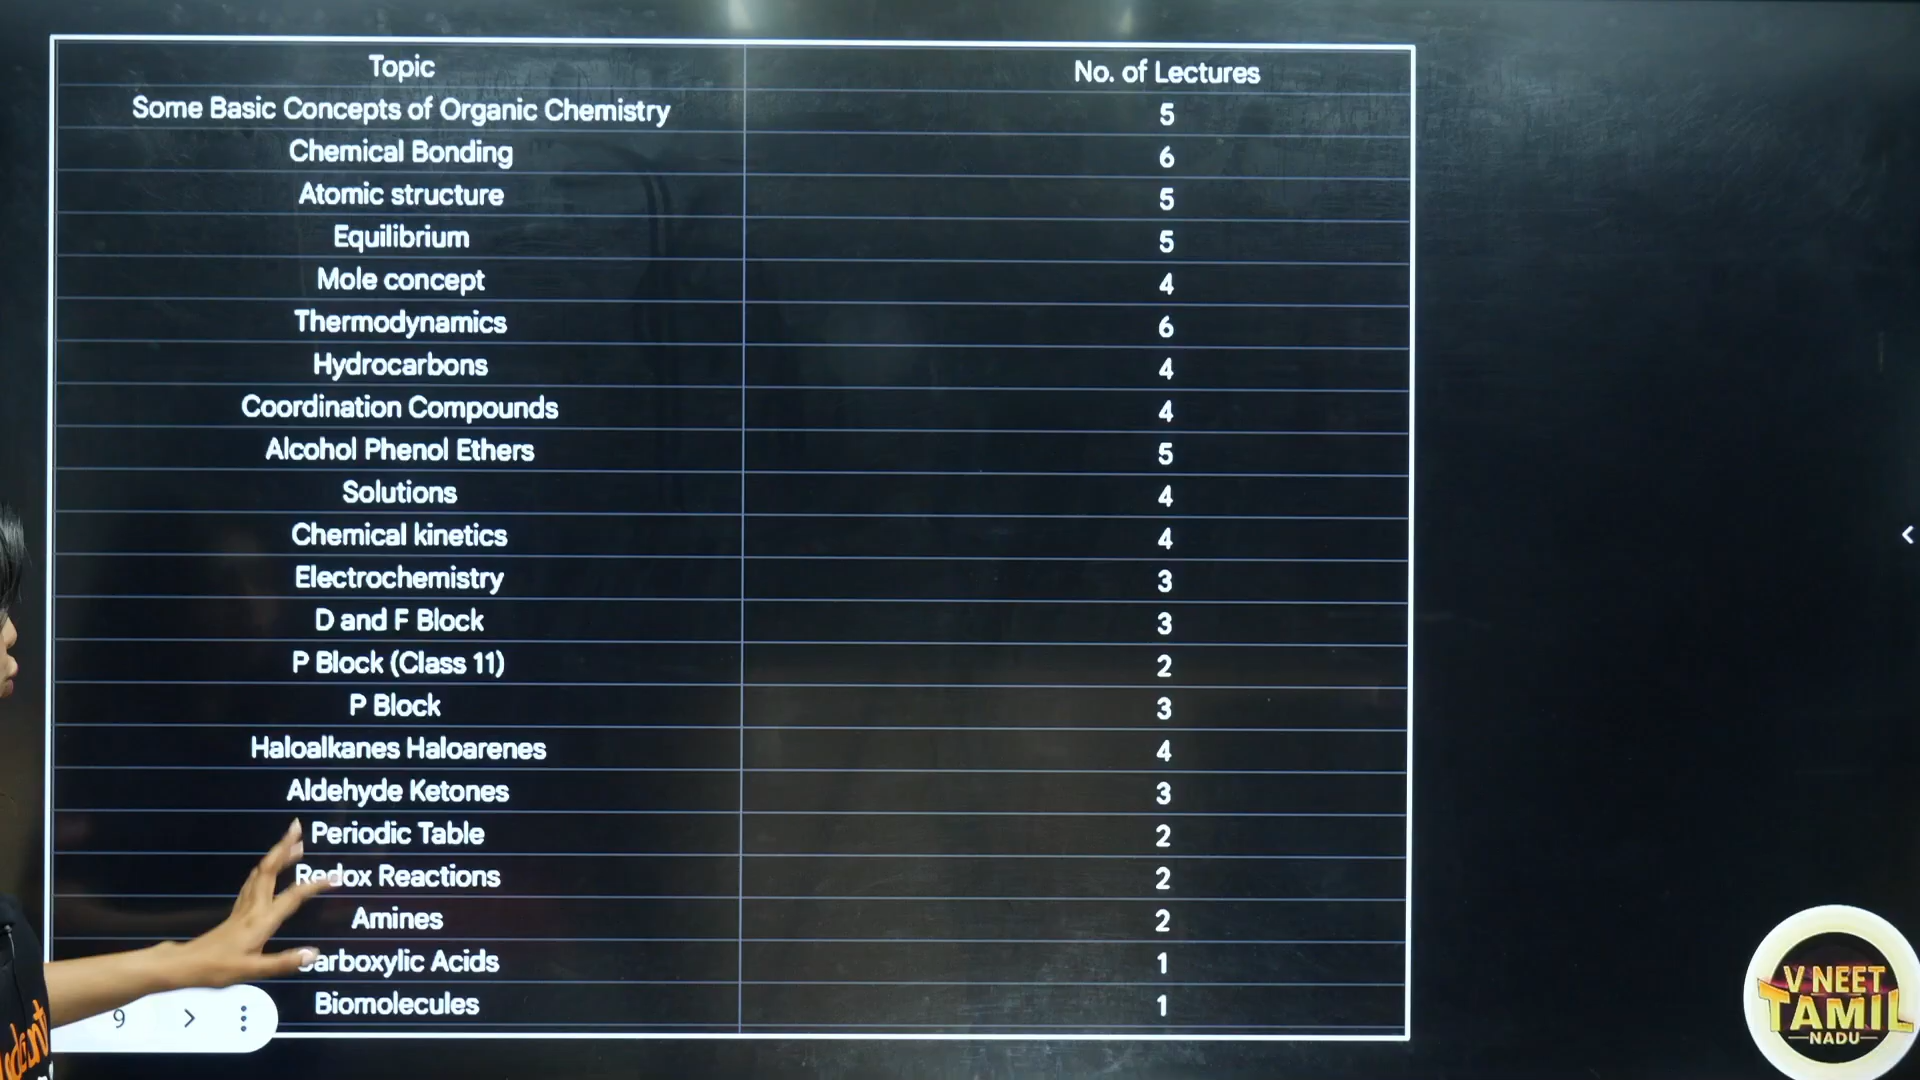 Topic No. of Lectures
Some Basic Concepts of Organic Chemistry 5
Chemical Bonding 6
Atomic structure 5
Equilibrium 5
Mole concept 4
Thermodynamics 6
Hydrocarbons 4
Coordination Compounds 4
Alcohol Phenol Ethers 5
Solutions 4
Chemical kinetics 4
Electrochemistry 3
D and F Block 3
P Block (Class 11) 2
P Block 3
Haloalkanes Haloarenes 4
Aldehyde Ketones 3
Periodic Table 2
Redox Reactions 2
Amines 2
Carboxylic Acids 1
Biomolecules 1
9
V NEET
TAMIL
NADU